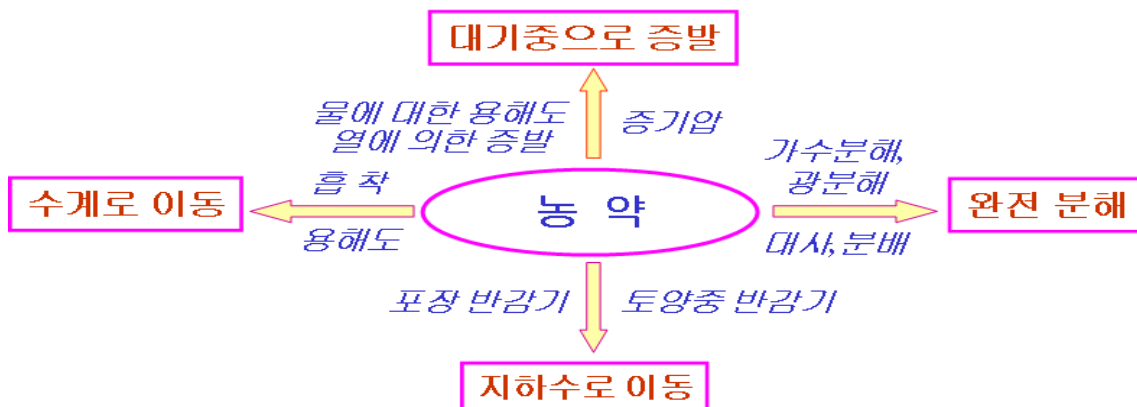 대기중으로 증발
물에 대한 용해도
열에 의한 증발
증기압
가수분해,
광분해
흡 착
수계로 이동
농 약
완전 분해
용해도
대사,분배
포장 반감기
토양중 반감기
지하수로 이동